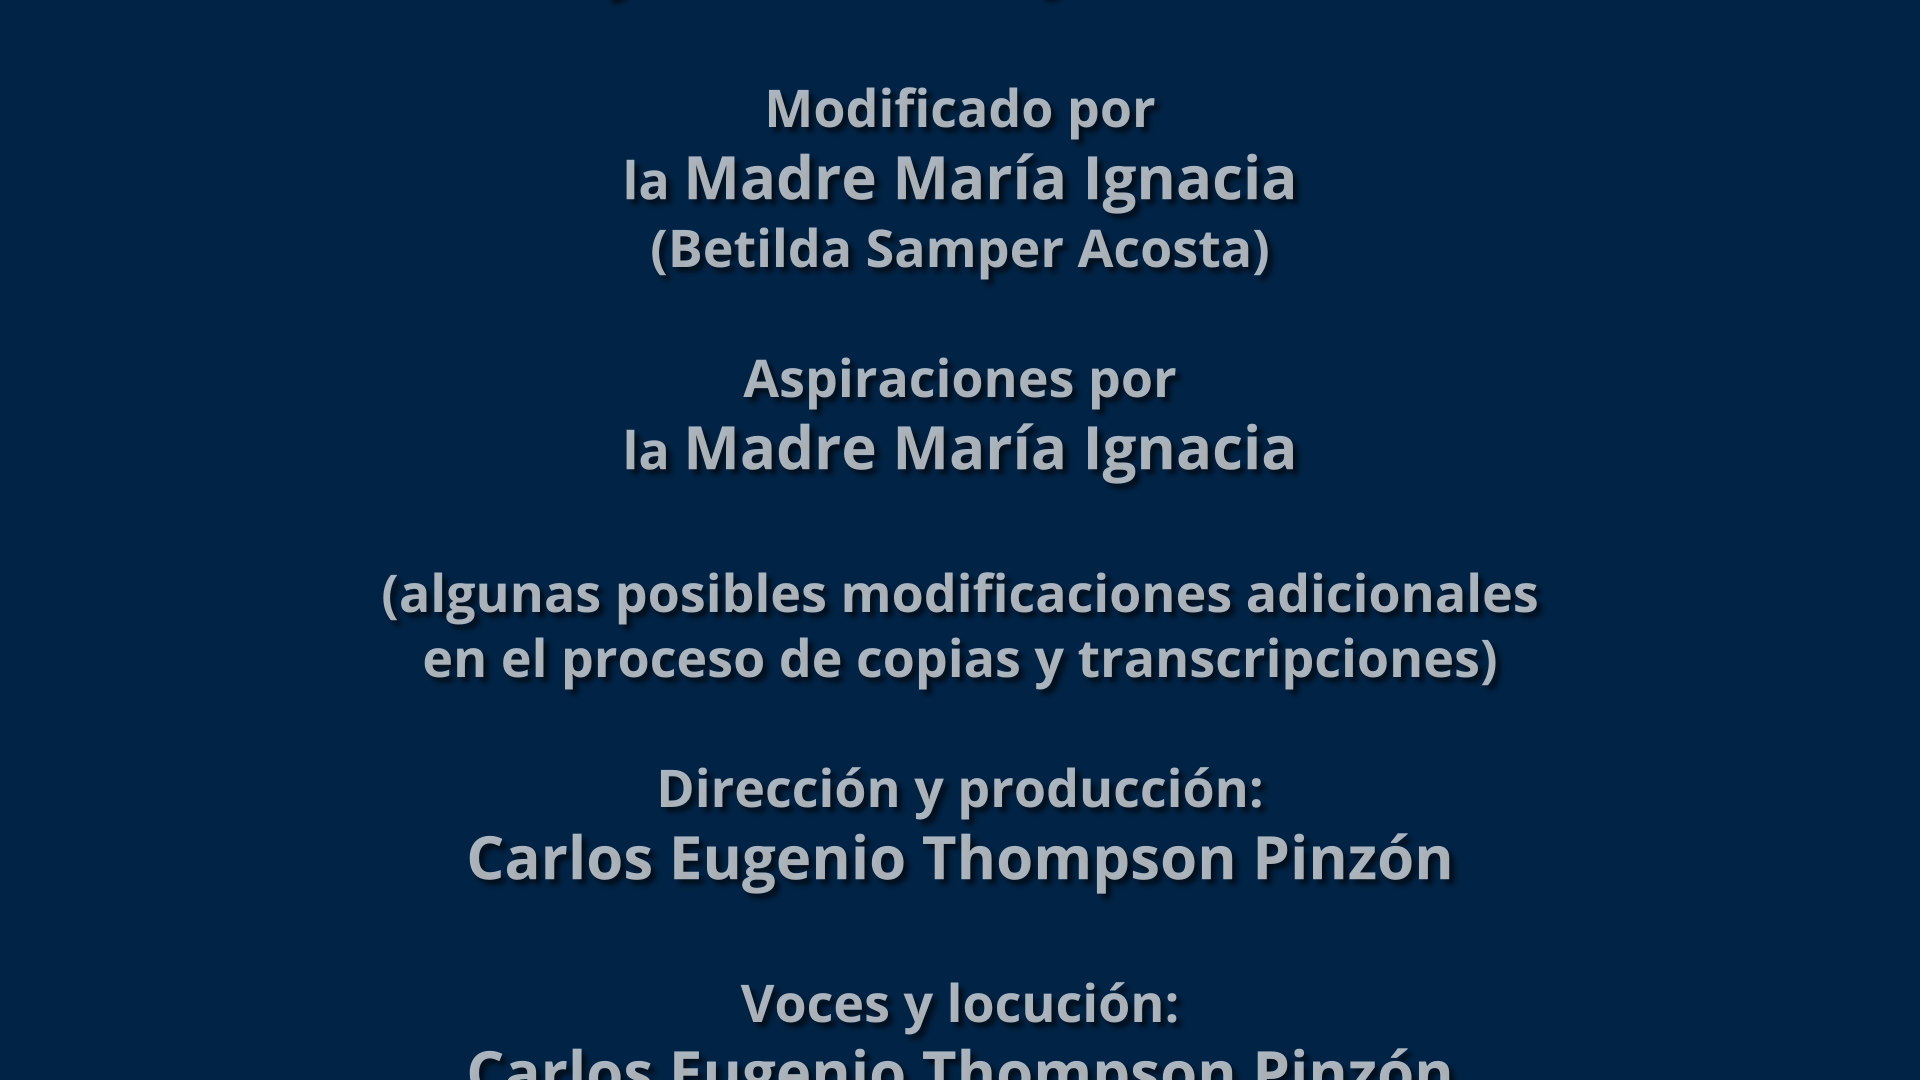 Modificado por
la Madre María Ignacia
(Betilda Samper Acosta)
Aspiraciones por
la Madre María Ignacia
(algunas posibles modificaciones adicionales
en el proceso de copias y transcripciones)
Dirección y producción:
Carlos Eugenio Thompson Pinzón
Voces y locución:
Carlos Eugenio Thompson Pinzón